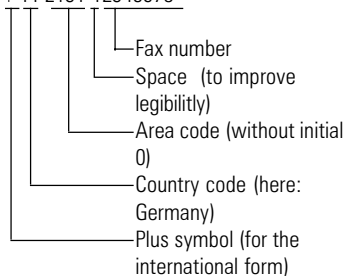 Fax number
Space (to improve
legibilitly)
Area code (without initial
0)
Country code (here:
Germany)
Plus symbol (for the
international form)